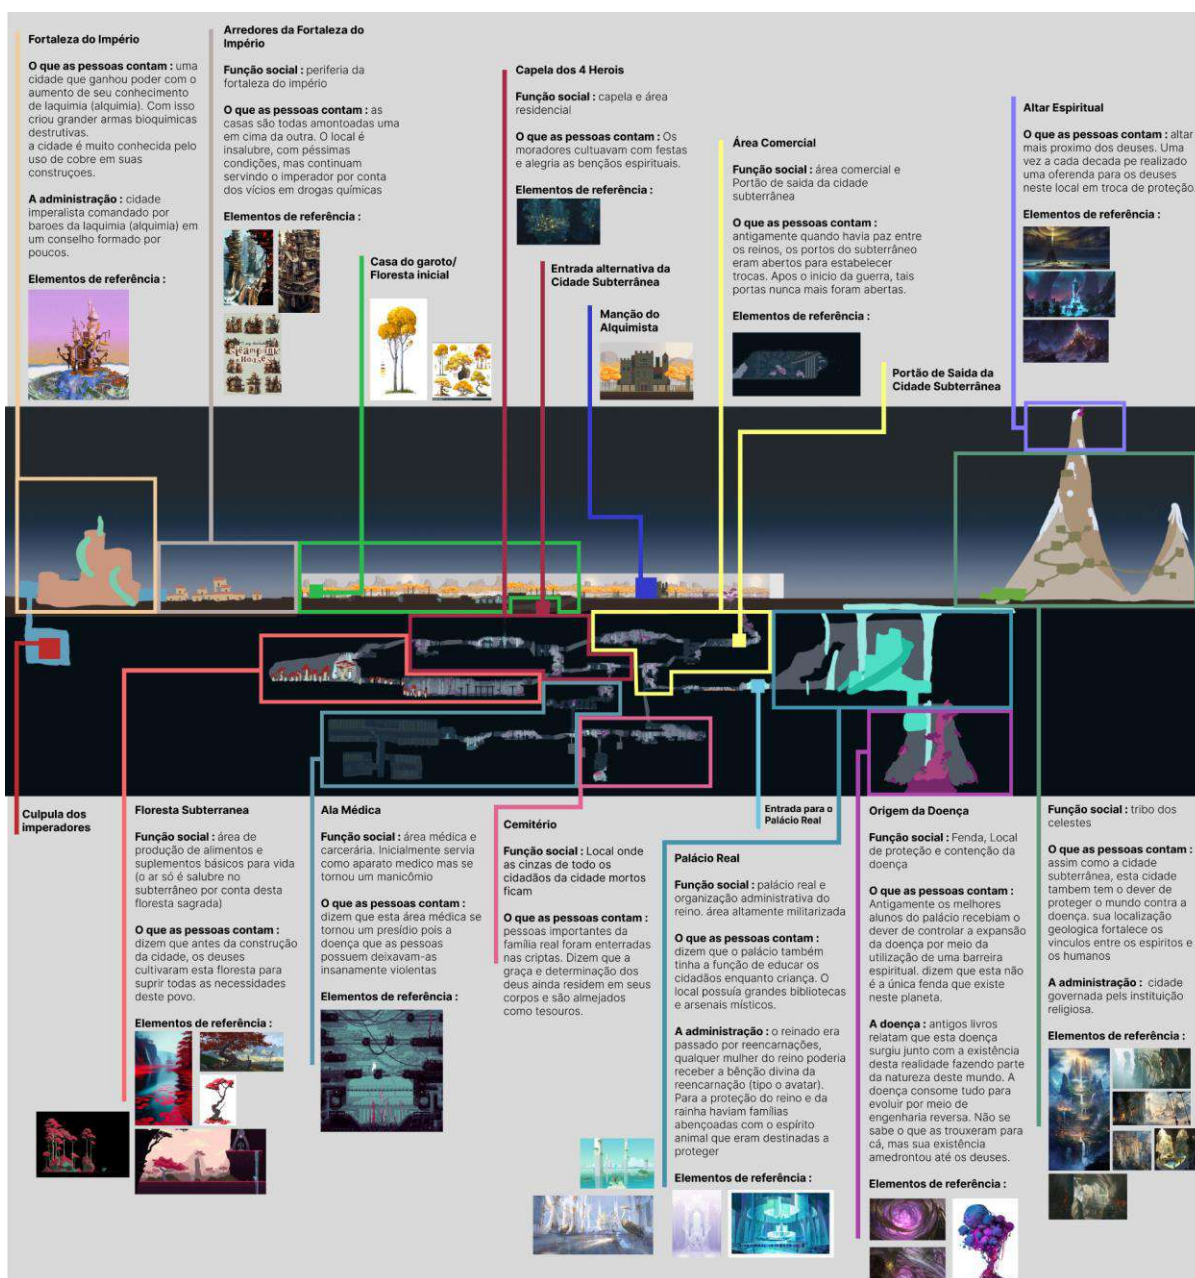 Fortaleza do Império
O que as pessoas contam : uma
cidade que ganhou poder com o
aumento de seu conhecimento
de laquimia (alquimia). Com isso
criou grander armas bioquimicas
destrutivas.
a cidade é muito conhecida pelo
uso de cobre em suas
construçoes.
A administração : cidade
imperalista comandado por
baroes da laquimia (alquimia) em
um conselho formado por
poucos.
Elementos de referência :
Arredores da Fortaleza do
Império
Função social : periferia da
fortaleza do império
O que as pessoas contam : as
casas são todas amontoadas uma
em cima da outra. O local é
insalubre, com péssimas
condições, mas continuam
servindo o imperador por conta
dos vícios em drogas químicas
Elementos de referência :
Steampunk
House
Casa do garoto/
Floresta inicial
Capela dos 4 Herois
Função social : capela e área
residencial
O que as pessoas contam : Os
moradores cultuavam com festas
e alegria as bençãos espirituais.
Elementos de referência :
Entrada alternativa da
Cidade Subterrânea
Manção do
Alquimista
Área Comercial
Função social : área comercial e
Portão de saida da cidade
subterrânea
O que as pessoas contam :
antigamente quando havia paz entre
os reinos, os portos do subterrâneo
eram abertos para estabelecer
trocas. Apos o inicio da guerra, tais
portas nunca mais foram abertas.
Elementos de referência :
Portão de Saida da
Cidade Subterrânea
Altar Espiritual
O que as pessoas contam : altar
mais proximo dos deuses. Uma
vez a cada decada pe realizado
uma oferenda para os deuses
neste local em troca de proteção.
Elementos de referência :
Culpula dos
imperadores
Floresta Subterranea
Função social : área de
produção de alimentos e
suplementos básicos para vida
(o ar só é salubre no
subterrâneo por conta desta
floresta sagrada)
O que as pessoas contam :
dizem que antes da construção
da cidade, os deuses
cultivaram esta floresta para
suprir todas as necessidades
deste povo.
Elementos de referência :
Ala Médica
Função social : área médica e
carcerária. Inicialmente servia
como aparato medico mas se
tornou um manicômio
O que as pessoas contam :
dizem que esta área médica se
tornou um presídio pois a
doença que as pessoas
possuem deixavam-as
insanamente violentas
Elementos de referência :
Cemitério
Função social : Local onde
as cinzas de todo os
cidadãos da cidade mortos
ficam
O que as pessoas contam :
pessoas importantes da
família real foram enterradas
nas criptas. Dizem que a
graça e determinação dos
deus ainda residem em seus
corpos e são almejados
como tesouros.
Entrada para o
Palácio Real
Palácio Real
Função social : palácio real e
organização administrativa do
reino. área altamente militarizada
O que as pessoas contam :
dizem que o palácio também
tinha a função de educar os
cidadãos enquanto criança. O
local possuía grandes bibliotecas
e arsenais místicos.
A administração : o reinado era
passado por reencarnações,
qualquer mulher do reino poderia
receber a bênção divina da
reencarnação (tipo o avatar).
Para a proteção do reino e da
rainha haviam famílias
abençoadas com o espírito
animal que eram destinadas a
proteger
Elementos de referência :
Origem da Doença
Função social : Fenda, Local
de proteção e contenção da
doença
O que as pessoas contam :
Antigamente os melhores
alunos do palácio recebiam o
dever de controlar a expansão
da doença por meio da
utilização de uma barreira
espiritual. dizem que esta não
é a única fenda que existe
neste planeta.
A doença : antigos livros
relatam que esta doença
surgiu junto com a existência
desta realidade fazendo parte
da natureza deste mundo. A
doença consome tudo para
evoluir por meio de
engenharia reversa. Não se
sabe o que as trouxeram para
cá, mas sua existência
amedrontou até os deuses.
Elementos de referência :
Função social : tribo dos
celestes
O que as pessoas contam :
assim como a cidade
subterrânea, esta cidade
tambem tem o dever de
proteger o mundo contra a
doença. sua localização
geologica fortalece os
vinculos entre os espiritos e
os humanos
A administração : cidade
governada pels instituição
religiosa.
Elementos de referência :